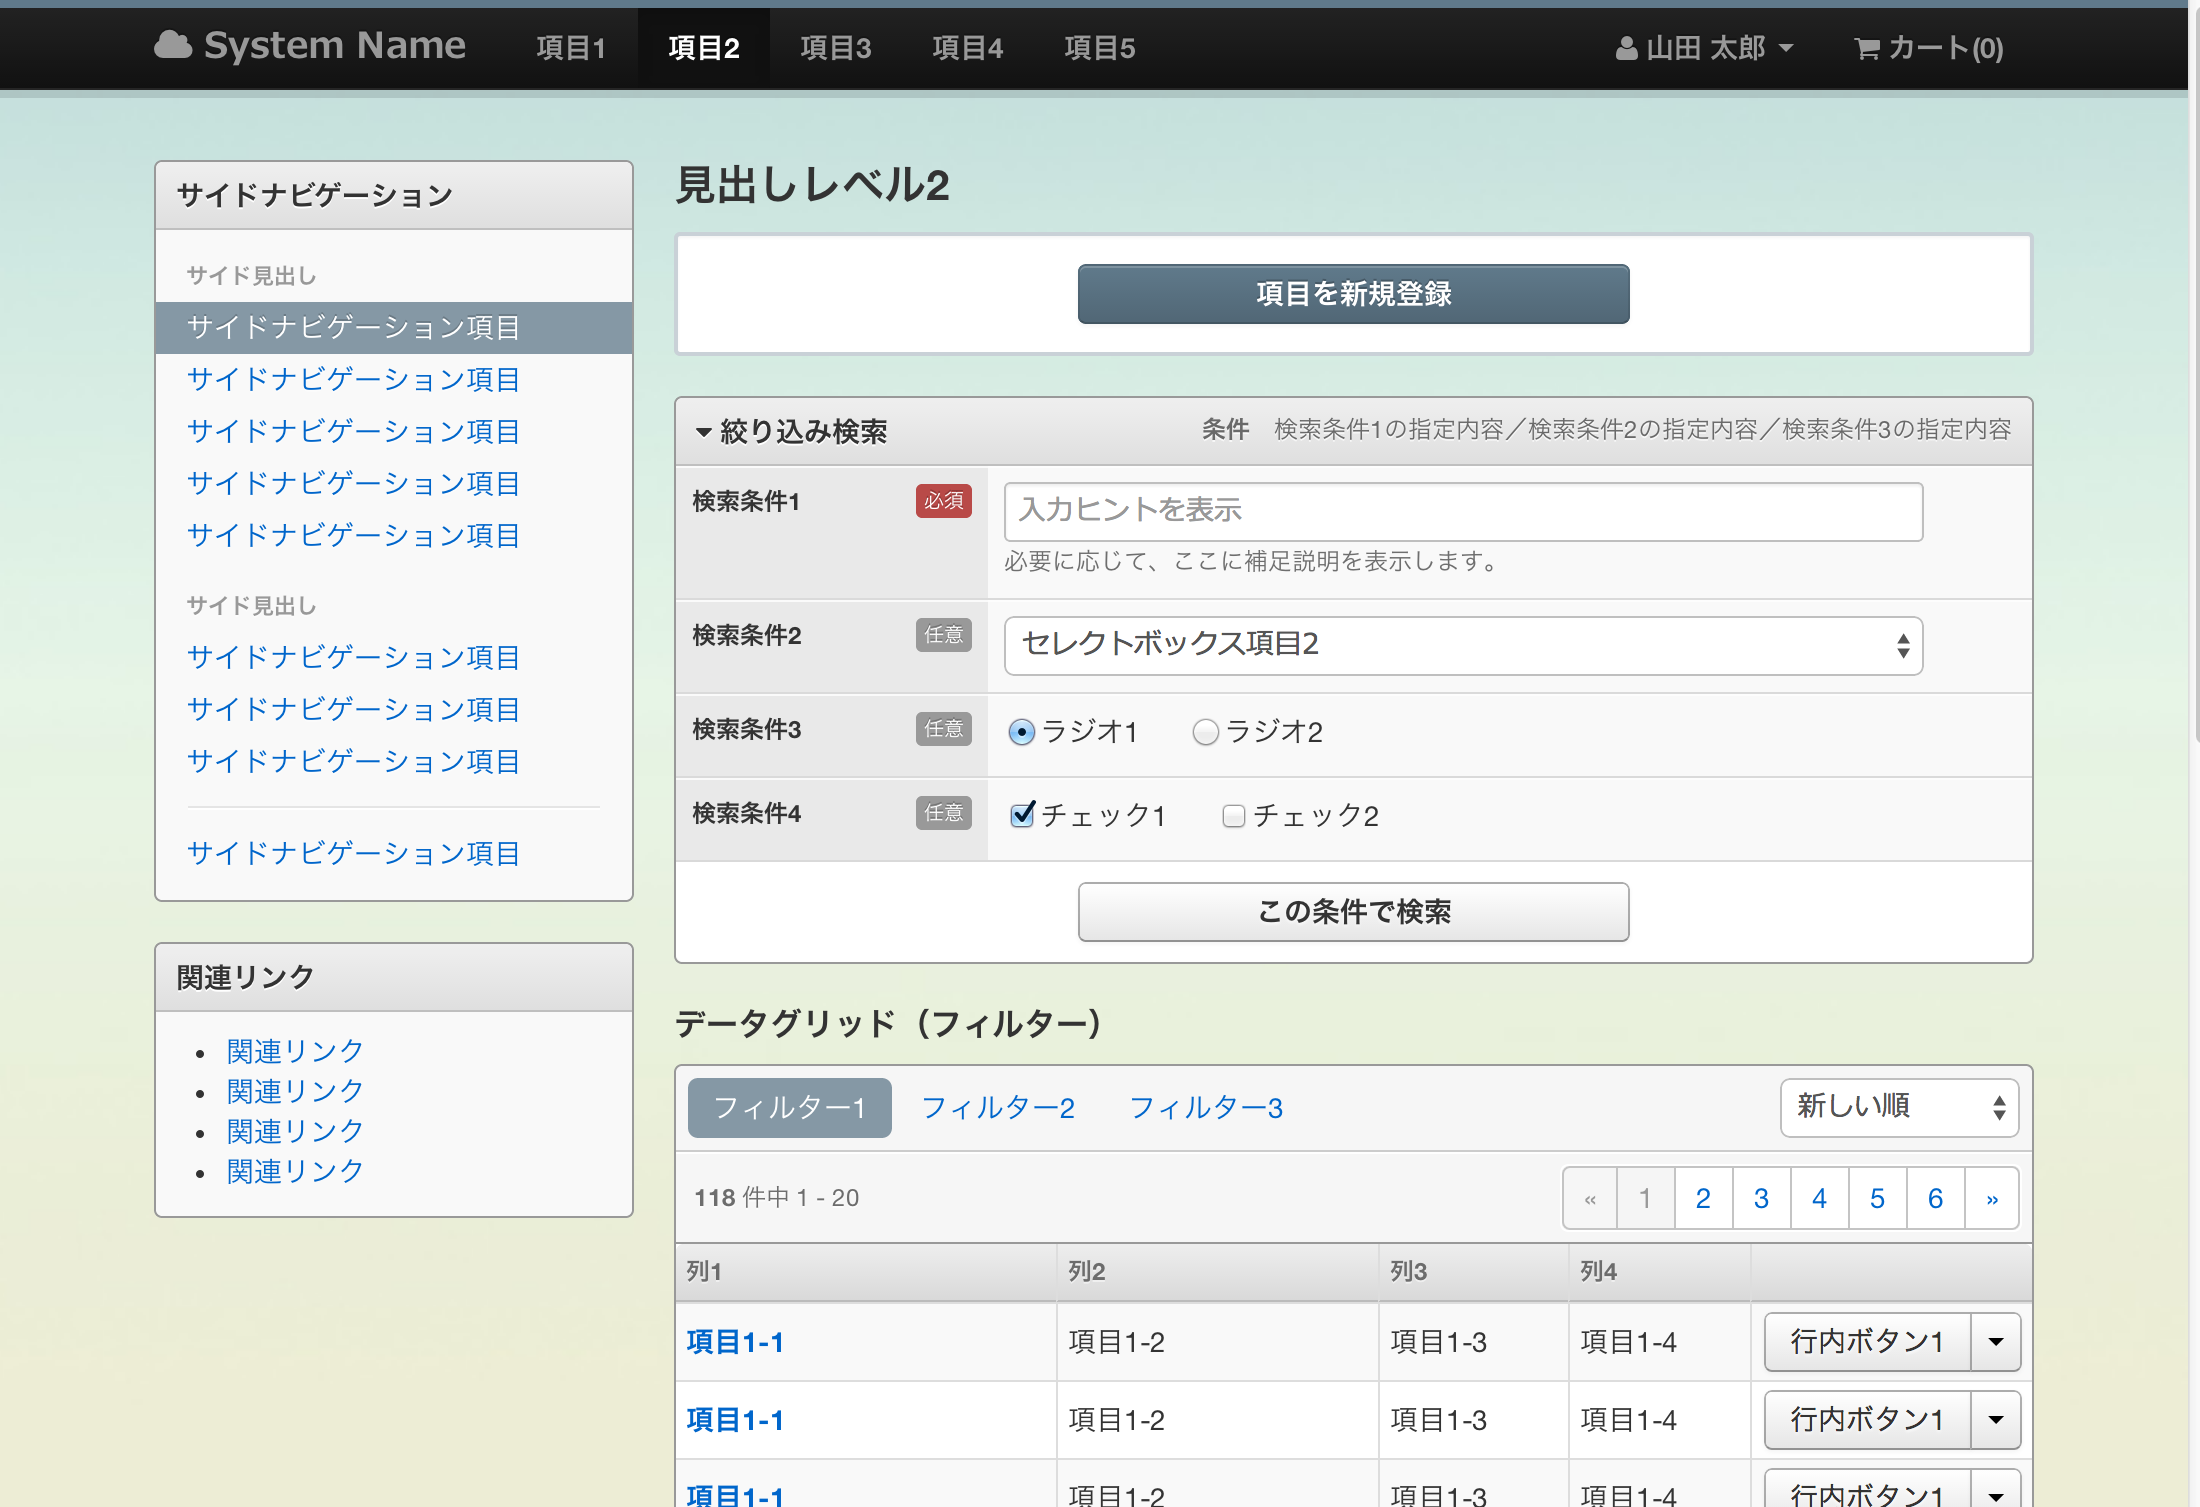 System Name 項目1 項目2 項目3 項目4 項目5 山田 太郎 カート(0)
サイドナビゲーション
サイド見出し
サイドナビゲーション項目
サイドナビゲーション項目
サイドナビゲーション項目
サイドナビゲーション項目
サイドナビゲーション項目
サイド見出し
サイドナビゲーション項目
サイドナビゲーション項目
サイドナビゲーション項目
サイドナビゲーション項目
関連リンク
• 関連リンク
• 関連リンク
• 関連リンク
• 関連リンク
見出しレベル2
項目を新規登録
絞り込み検索 条件 検索条件1の指定内容／検索条件2の指定内容／検索条件3の指定内容
検索条件1 必須 入力ヒントを表示
必要に応じて、ここに補足説明を表示します。
検索条件2 任意 セレクトボックス項目2
検索条件3 任意 ラジオ1 ラジオ2
検索条件4 任意 チェック1 チェック2
この条件で検索
データグリッド（フィルター）
フィルター1 フィルター2 フィルター3 新しい順
118 件中 1 - 20 « 1 2 3 4 5 6 »
列1 列2 列3 列4
項目1-1 項目1-2 項目1-3 項目1-4 行内ボタン1
項目1-1 項目1-2 項目1-3 項目1-4 行内ボタン1
項目1-1 項目1-2 項目1-3 項目1-4 行内ボタン1